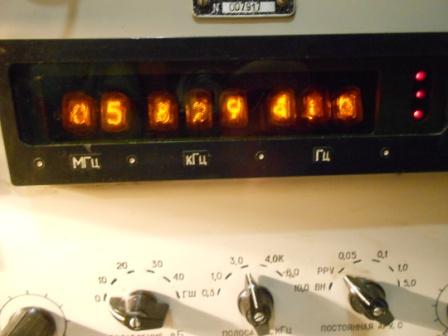 № 007917
05 829 410
МГц кГц Гц
20 30
10 40
0 ГШ
3,0 4,0К
1,0 6,0
0,3 10,0
0,05 0,1
РРУ 1,0
ВН 5,0
ПОЛОСА, КГц
ПОСТОЯННАЯ АРУ, С